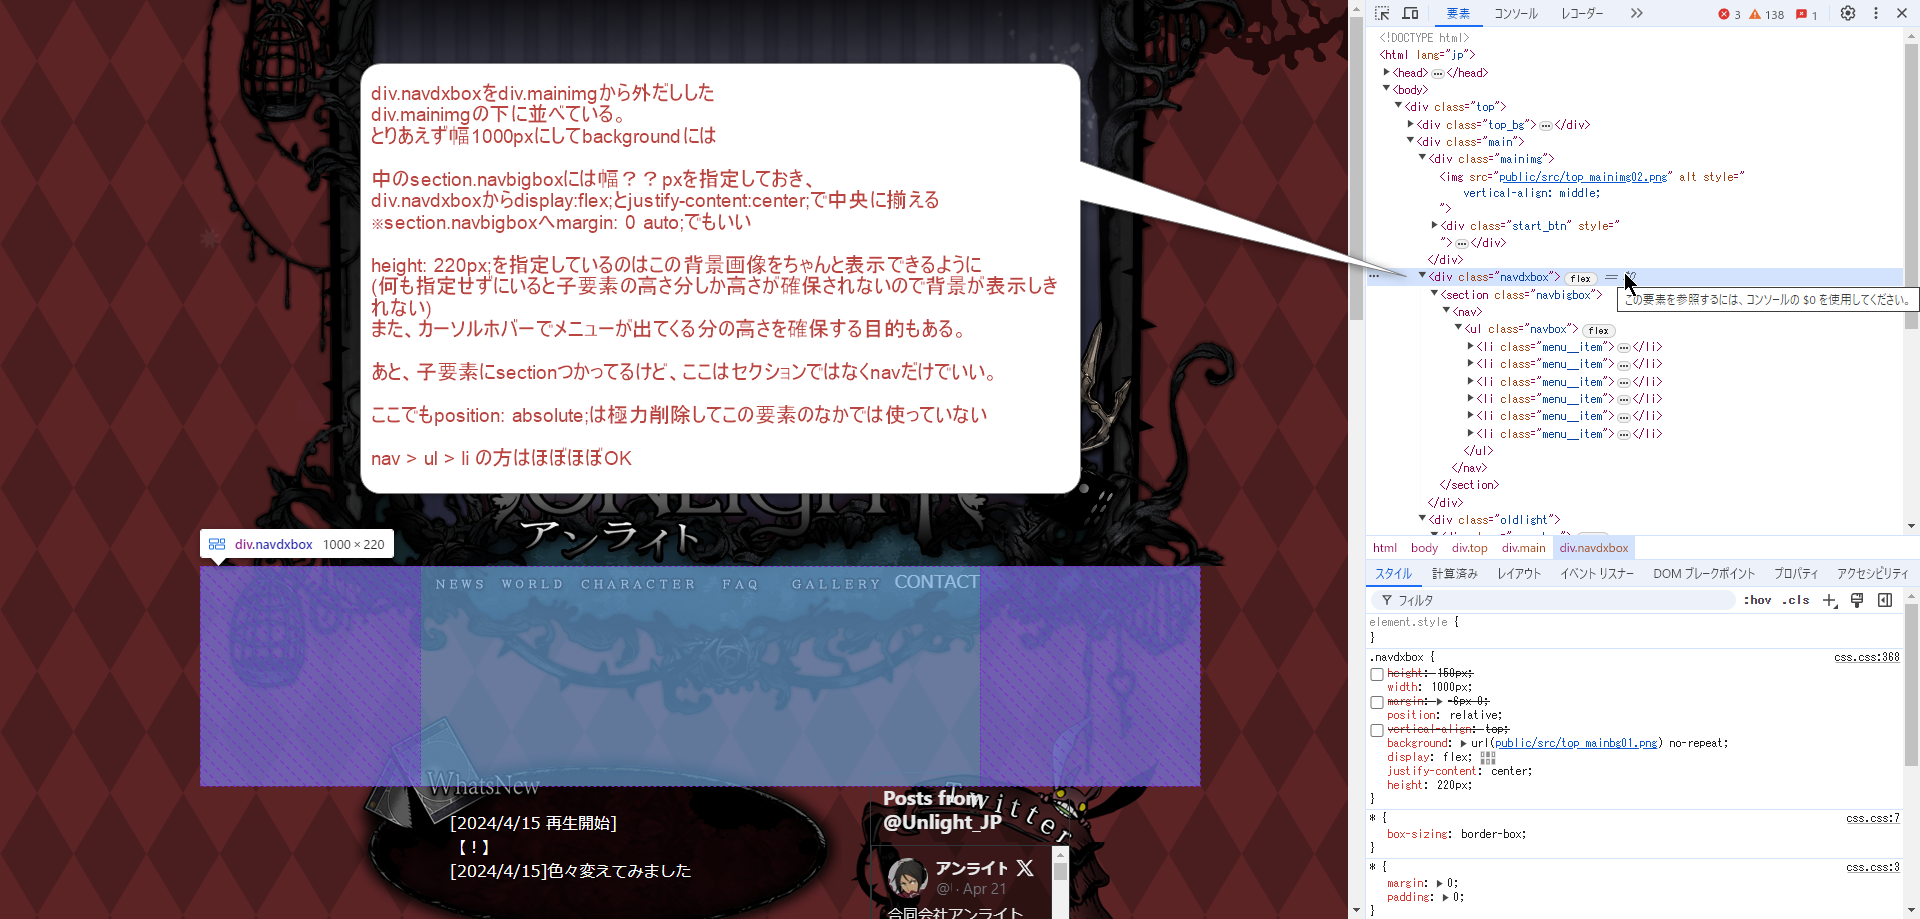 div.navdxboxをdiv.mainimgから外だしした
div.mainimgの下に並べている。
とりあえず幅1000pxにしてbackgroundには
中のsection.navbigboxには幅？？pxを指定しておき、
div.navdxboxからdisplay:flex;とjustify-content:center;で中央に揃える
※section.navbigboxへmargin: 0 auto;でもいい
height: 220px;を指定しているのはこの背景画像をちゃんと表示できるように
(何も指定せずにいると子要素の高さ分しか高さが確保されないので背景が表示しき
れない)
また、カーソルホバーでメニューが出てくる分の高さを確保する目的もある。
あと、子要素にsectionつかってるけど、ここはセクションではなくnavだけでいい。
ここでもposition: absolute;は極力削除してこの要素のなかでは使っていない
nav > ul > li の方はほぼほぼOK
アンライト
div.navdxbox 1000 × 220
NEWS WORLD CHARACTER FAQ GALLERY CONTACT
WhatsNew
[2024/4/15 再生開始]
【！】
[2024/4/15]色々変えてみました
Twitter
Posts from
@Unlight_JP
アンライト
@! · Apr 21
合同会社アンライト
要素 コンソール レコーダー 3 138 1
<!DOCTYPE html>
<html lang="jp">
<head> </head>
<body>
<div class="top">
<div class="top_bg"> </div>
<div class="main">
<div class="mainimg">
<img src="public/src/top_mainimg02.png" alt style="
vertical-align: middle;
">
<div class="start_btn" style="
"> </div>
</div>
<div class="navdxbox"> flex == $0
この要素を参照するには、コンソールの $0 を使用してください。
<section class="navbigbox">
<nav>
<ul class="navbox"> flex
<li class="menu__item"> </li>
<li class="menu__item"> </li>
<li class="menu__item"> </li>
<li class="menu__item"> </li>
<li class="menu__item"> </li>
<li class="menu__item"> </li>
</ul>
</nav>
</section>
</div>
<div class="oldlight">
html body div.top div.main div.navdxbox
スタイル 計算済み レイアウト イベント リスナー DOM ブレークポイント プロパティ アクセシビリティ
フィルタ :hov .cls
element.style {
}
.navdxbox { css.css:368
height: 150px;
width: 1000px;
margin: -6px 0;
position: relative;
vertical-align: top;
background: url(public/src/top_mainbg01.png) no-repeat;
display: flex;
justify-content: center;
height: 220px;
}
* { css.css:7
box-sizing: border-box;
}
* { css.css:3
margin: 0;
padding: 0;
}